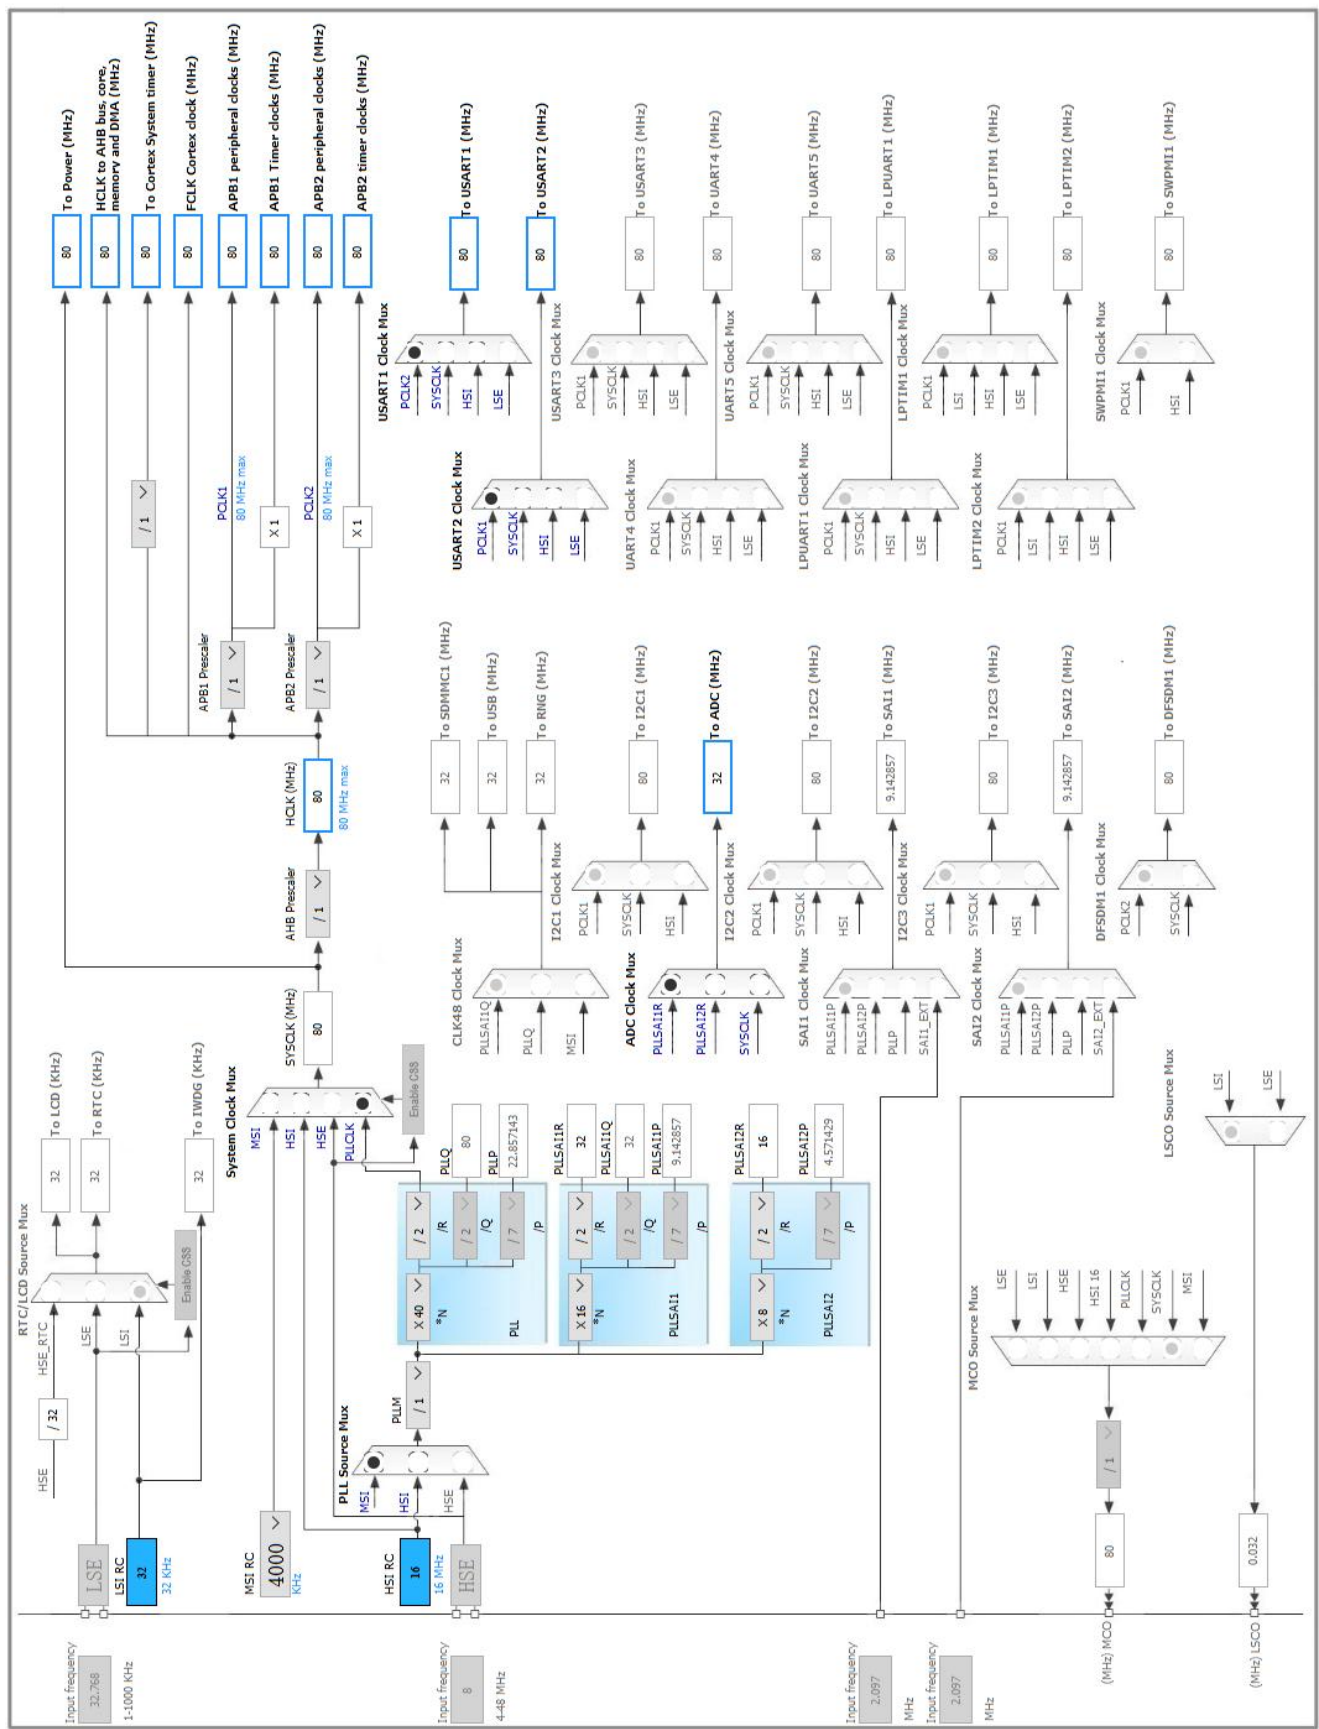 Input frequency
32.768
1-1000 KHz
LSE
LSI RC
32
32 KHz
HSE
/ 32
HSE_RTC
LSE
LSI
RTC/LCD Source Mux
Enable CSS
32
To LCD (KHz)
32
To RTC (KHz)
32
To IWDG (KHz)
MSI RC
4000
KHz
HSI RC
16
16 MHz
Input frequency
8
4-48 MHz
HSE
PLL Source Mux
MSI
HSI
HSE
PLLM
/ 1
X 40
*N
PLL
/ 2
/R
/ 2
/Q
/ 7
/P
PLLQ
80
PLLP
22.857143
X 16
*N
PLLSAI1
/ 2
/R
/ 2
/Q
/ 7
/P
PLLSAI1R
32
PLLSAI1Q
32
PLLSAI1P
9.142857
X 8
*N
PLLSAI2
/ 2
/R
/ 7
/P
PLLSAI2R
16
PLLSAI2P
4.571429
System Clock Mux
MSI
HSI
HSE
PLLCLK
Enable CSS
SYSCLK (MHz)
80
AHB Prescaler
/ 1
HCLK (MHz)
80
80 MHz max
APB1 Prescaler
/ 1
APB2 Prescaler
/ 1
/ 1
PCLK1
80 MHz max
X 1
PCLK2
80 MHz max
X 1
80
To Power (MHz)
80
HCLK to AHB bus, core,
memory and DMA (MHz)
80
To Cortex System timer (MHz)
80
FCLK Cortex clock (MHz)
80
APB1 peripheral clocks (MHz)
80
APB1 Timer clocks (MHz)
80
APB2 peripheral clocks (MHz)
80
APB2 timer clocks (MHz)
CLK48 Clock Mux
PLLSAI1Q
PLLQ
MSI
32
To SDMMC1 (MHz)
32
To USB (MHz)
32
To RNG (MHz)
I2C1 Clock Mux
PCLK1
SYSCLK
HSI
80
To I2C1 (MHz)
ADC Clock Mux
PLLSAI1R
PLLSAI2R
SYSCLK
32
To ADC (MHz)
I2C2 Clock Mux
PCLK1
SYSCLK
HSI
80
To I2C2 (MHz)
SAI1 Clock Mux
PLLSAI1P
PLLSAI2P
PLLP
SAI1_EXT
9.142857
To SAI1 (MHz)
I2C3 Clock Mux
PCLK1
SYSCLK
HSI
80
To I2C3 (MHz)
SAI2 Clock Mux
PLLSAI1P
PLLSAI2P
PLLP
SAI2_EXT
9.142857
To SAI2 (MHz)
DFSDM1 Clock Mux
PCLK2
SYSCLK
80
To DFSDM1 (MHz)
USART1 Clock Mux
PCLK2
SYSCLK
HSI
LSE
80
To USART1 (MHz)
USART2 Clock Mux
PCLK1
SYSCLK
HSI
LSE
80
To USART2 (MHz)
USART3 Clock Mux
PCLK1
SYSCLK
HSI
LSE
80
To USART3 (MHz)
UART4 Clock Mux
PCLK1
SYSCLK
HSI
LSE
80
To UART4 (MHz)
UART5 Clock Mux
PCLK1
SYSCLK
HSI
LSE
80
To UART5 (MHz)
LPUART1 Clock Mux
PCLK1
SYSCLK
HSI
LSE
80
To LPUART1 (MHz)
LPTIM1 Clock Mux
PCLK1
LSI
HSI
LSE
80
To LPTIM1 (MHz)
LPTIM2 Clock Mux
PCLK1
LSI
HSI
LSE
80
To LPTIM2 (MHz)
SWPMI1 Clock Mux
PCLK1
HSI
80
To SWPMI1 (MHz)
Input frequency
2.097
MHz
Input frequency
2.097
MHz
MCO Source Mux
LSE
LSI
HSE
HSI 16
PLLCLK
SYSCLK
MSI
/ 1
80
(MHz) MCO
LSCO Source Mux
LSI
LSE
0.032
(MHz) LSCO